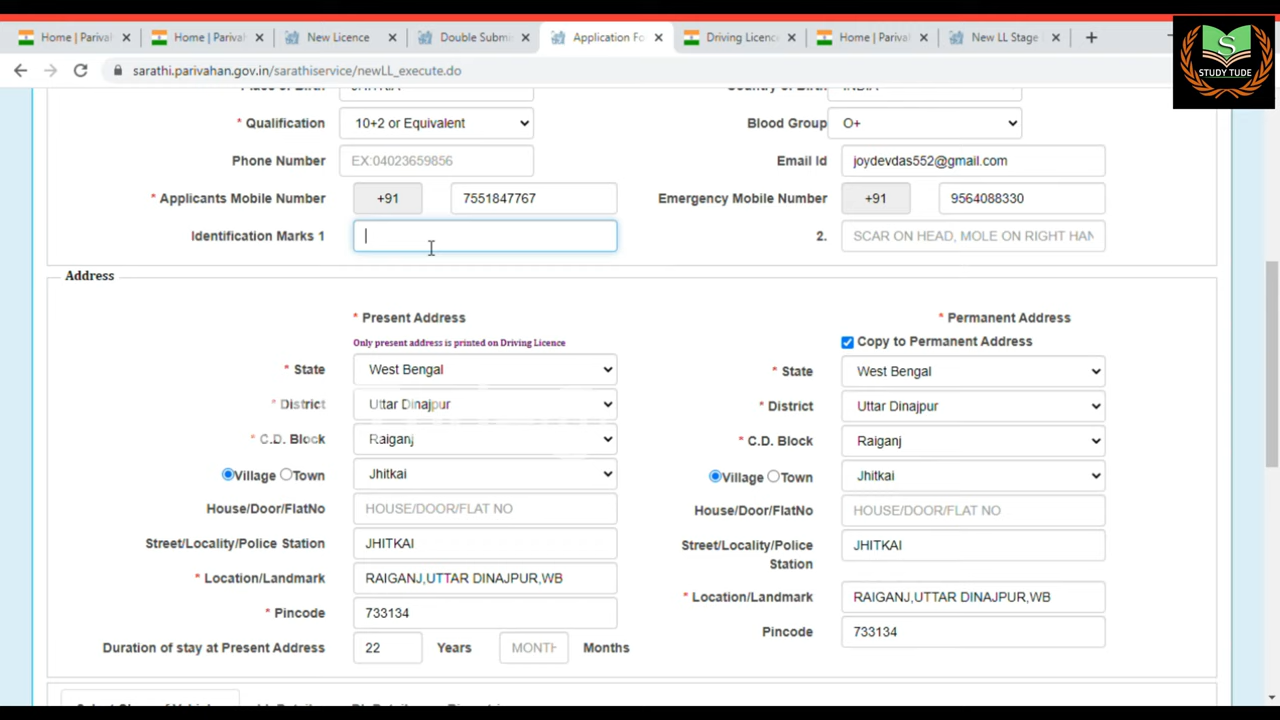 Home | Parival
Home | Parival
New Licence
Double Subm
Application Fo
Driving Licenc
Home | Parival
New LL Stage
S
STUDY TUDE
sarathi.parivahan.gov.in/sarathiservice/newLL_execute.do
* Qualification 10+2 or Equivalent Blood Group O+
Phone Number EX:04023659856 Email Id joydevdas552@gmail.com
* Applicants Mobile Number +91 7551847767 Emergency Mobile Number +91 9564088330
Identification Marks 1 2. SCAR ON HEAD, MOLE ON RIGHT HAN
Address
* Present Address * Permanent Address
Only present address is printed on Driving Licence Copy to Permanent Address
* State West Bengal * State West Bengal
* District Uttar Dinajpur * District Uttar Dinajpur
* C.D. Block Raiganj * C.D. Block Raiganj
Village Town Jhitkai Village Town Jhitkai
House/Door/FlatNo HOUSE/DOOR/FLAT NO House/Door/FlatNo HOUSE/DOOR/FLAT NO
Street/Locality/Police Station JHITKAI Street/Locality/Police Station JHITKAI
* Location/Landmark RAIGANJ,UTTAR DINAJPUR,WB * Location/Landmark RAIGANJ,UTTAR DINAJPUR,WB
* Pincode 733134 Pincode 733134
Duration of stay at Present Address 22 Years MONTH Months